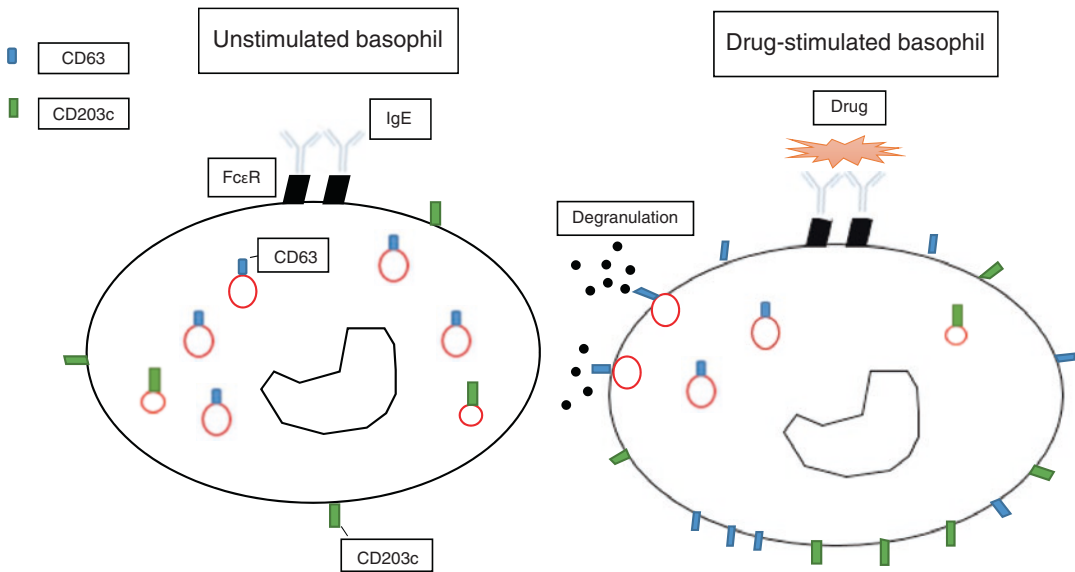 CD63
CD203c
Unstimulated basophil
IgE
FcεR
CD63
CD203c
Drug-stimulated basophil
Drug
Degranulation